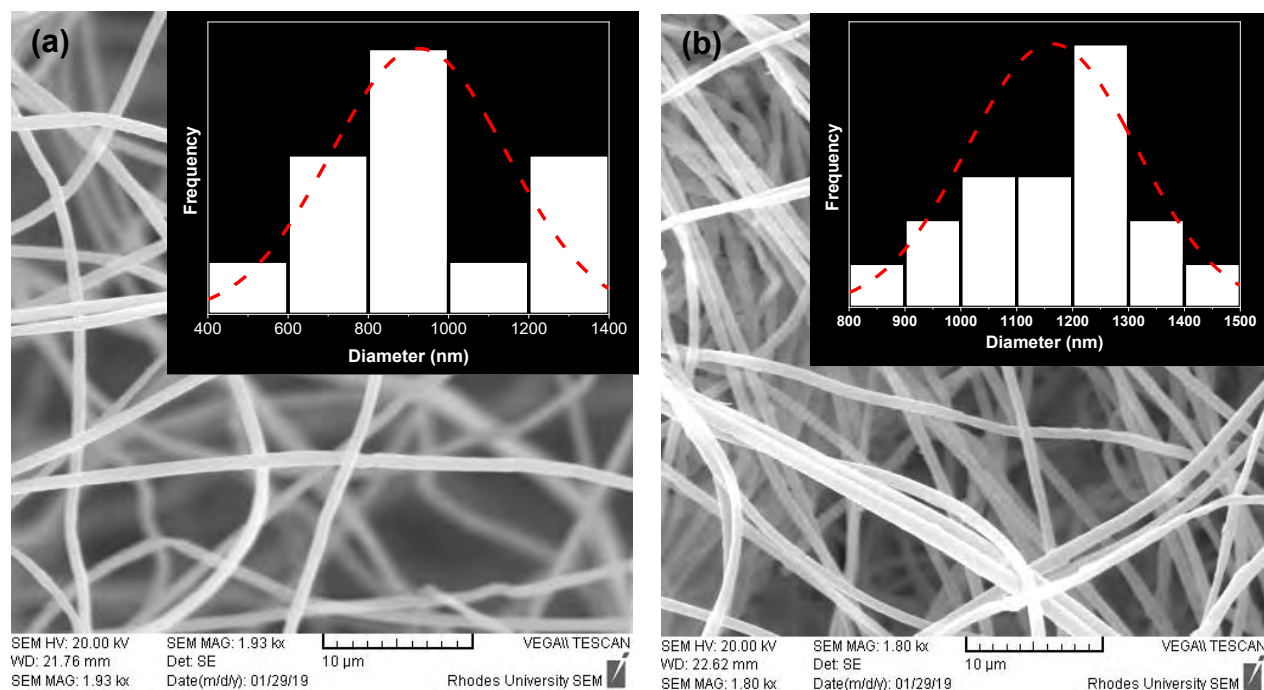 (a)
Frequency
400 600 800 1000 1200 1400
Diameter (nm)
SEM HV: 20.00 kV SEM MAG: 1.93 kx VEGA\\ TESCAN
WD: 21.76 mm Det: SE 10 µm
SEM MAG: 1.93 kx Date(m/d/y): 01/29/19 Rhodes University SEM
(b)
Frequency
800 900 1000 1100 1200 1300 1400 1500
Diameter (nm)
SEM HV: 20.00 kV SEM MAG: 1.80 kx VEGA\\ TESCAN
WD: 22.62 mm Det: SE 10 µm
SEM MAG: 1.80 kx Date(m/d/y): 01/29/19 Rhodes University SEM